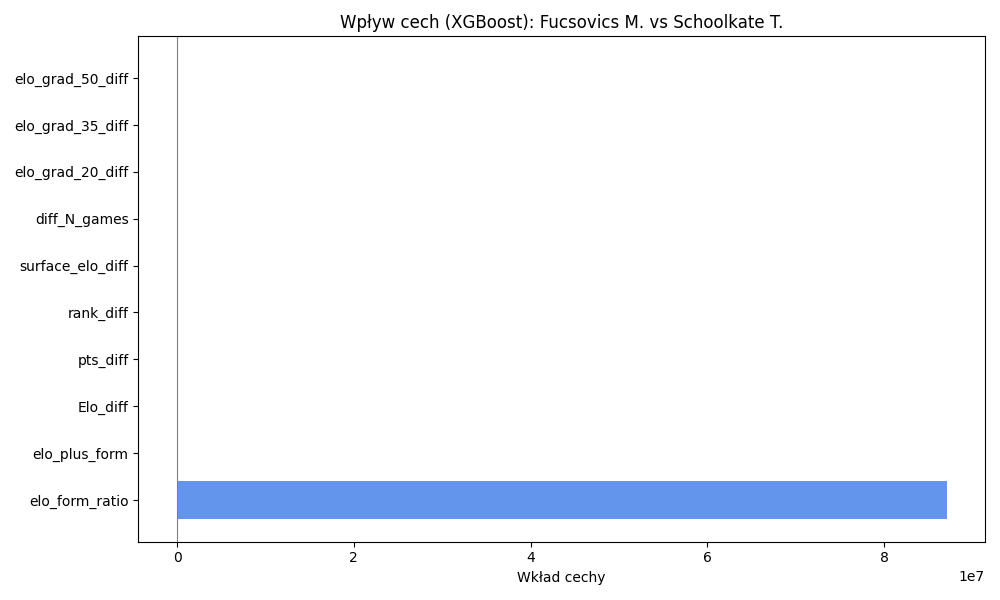 Wpływ cech (XGBoost): Fucsovics M. vs Schoolkate T.
elo_grad_50_diff
elo_grad_35_diff
elo_grad_20_diff
diff_N_games
surface_elo_diff
rank_diff
pts_diff
Elo_diff
elo_plus_form
elo_form_ratio
0 2 4 6 8
1e7
Wkład cechy